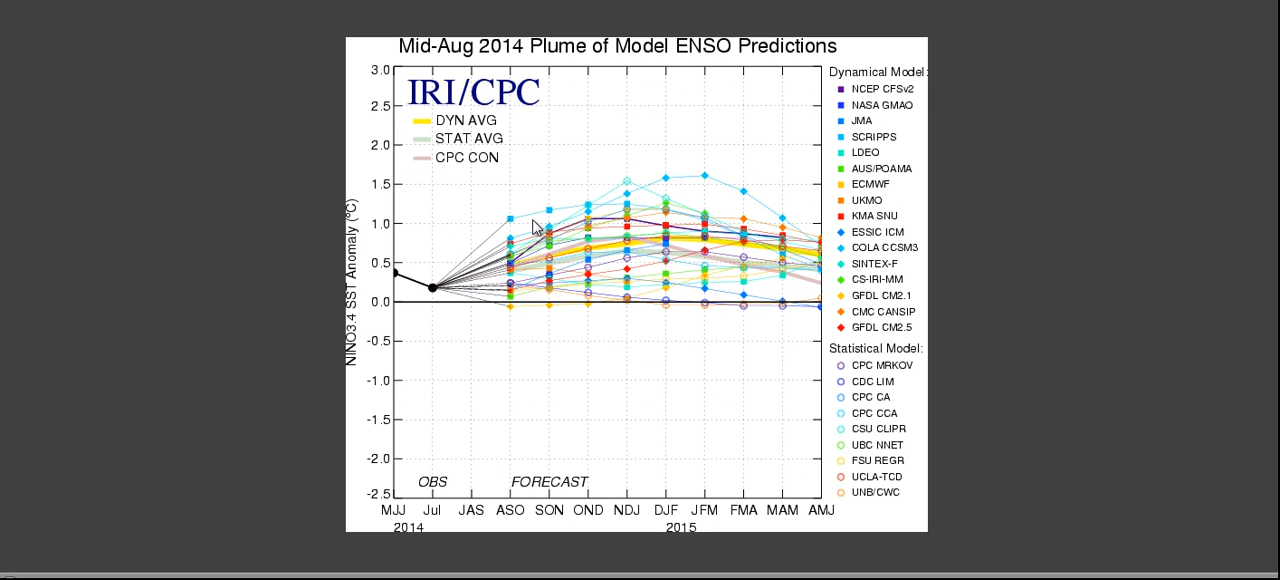 Mid-Aug 2014 Plume of Model ENSO Predictions
IRI/CPC
DYN AVG
STAT AVG
CPC CON
NINO3.4 SST Anomaly (°C)
3.0
2.5
2.0
1.5
1.0
0.5
0.0
-0.5
-1.0
-1.5
-2.0
-2.5
OBS FORECAST
MJJ Jul JAS ASO SON OND NDJ DJF JFM FMA MAM AMJ
2014 2015
Dynamical Model:
NCEP CFSv2
NASA GMAO
JMA
SCRIPPS
LDEO
AUS/POAMA
ECMWF
UKMO
KMA SNU
ESSIC ICM
COLA CCSM3
SINTEX-F
CS-IRI-MM
GFDL CM2.1
CMC CANSIP
GFDL CM2.5
Statistical Model:
CPC MRKOV
CDC LIM
CPC CA
CPC CCA
CSU CLIPR
UBC NNET
FSU REGR
UCLA-TCD
UNB/CWC